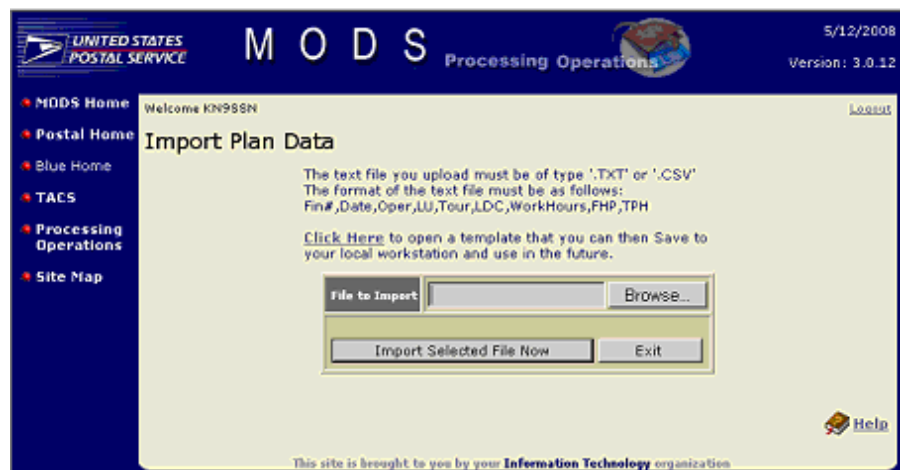 UNITED STATES
POSTAL SERVICE
M O D S
Processing Operations
5/12/2008
Version: 3.0.12
MODS Home
Postal Home
Blue Home
TACS
Processing
Operations
Site Map
Welcome KN98SN
Logout
Import Plan Data
The text file you upload must be of type '.TXT' or '.CSV'
The format of the text file must be as follows:
Fin#,Date,Oper,LU,Tour,LDC,WorkHours,FHP,TPH
Click Here to open a template that you can then Save to
your local workstation and use in the future.
File to Import
Browse...
Import Selected File Now
Exit
Help
This site is brought to you by your Information Technology organization